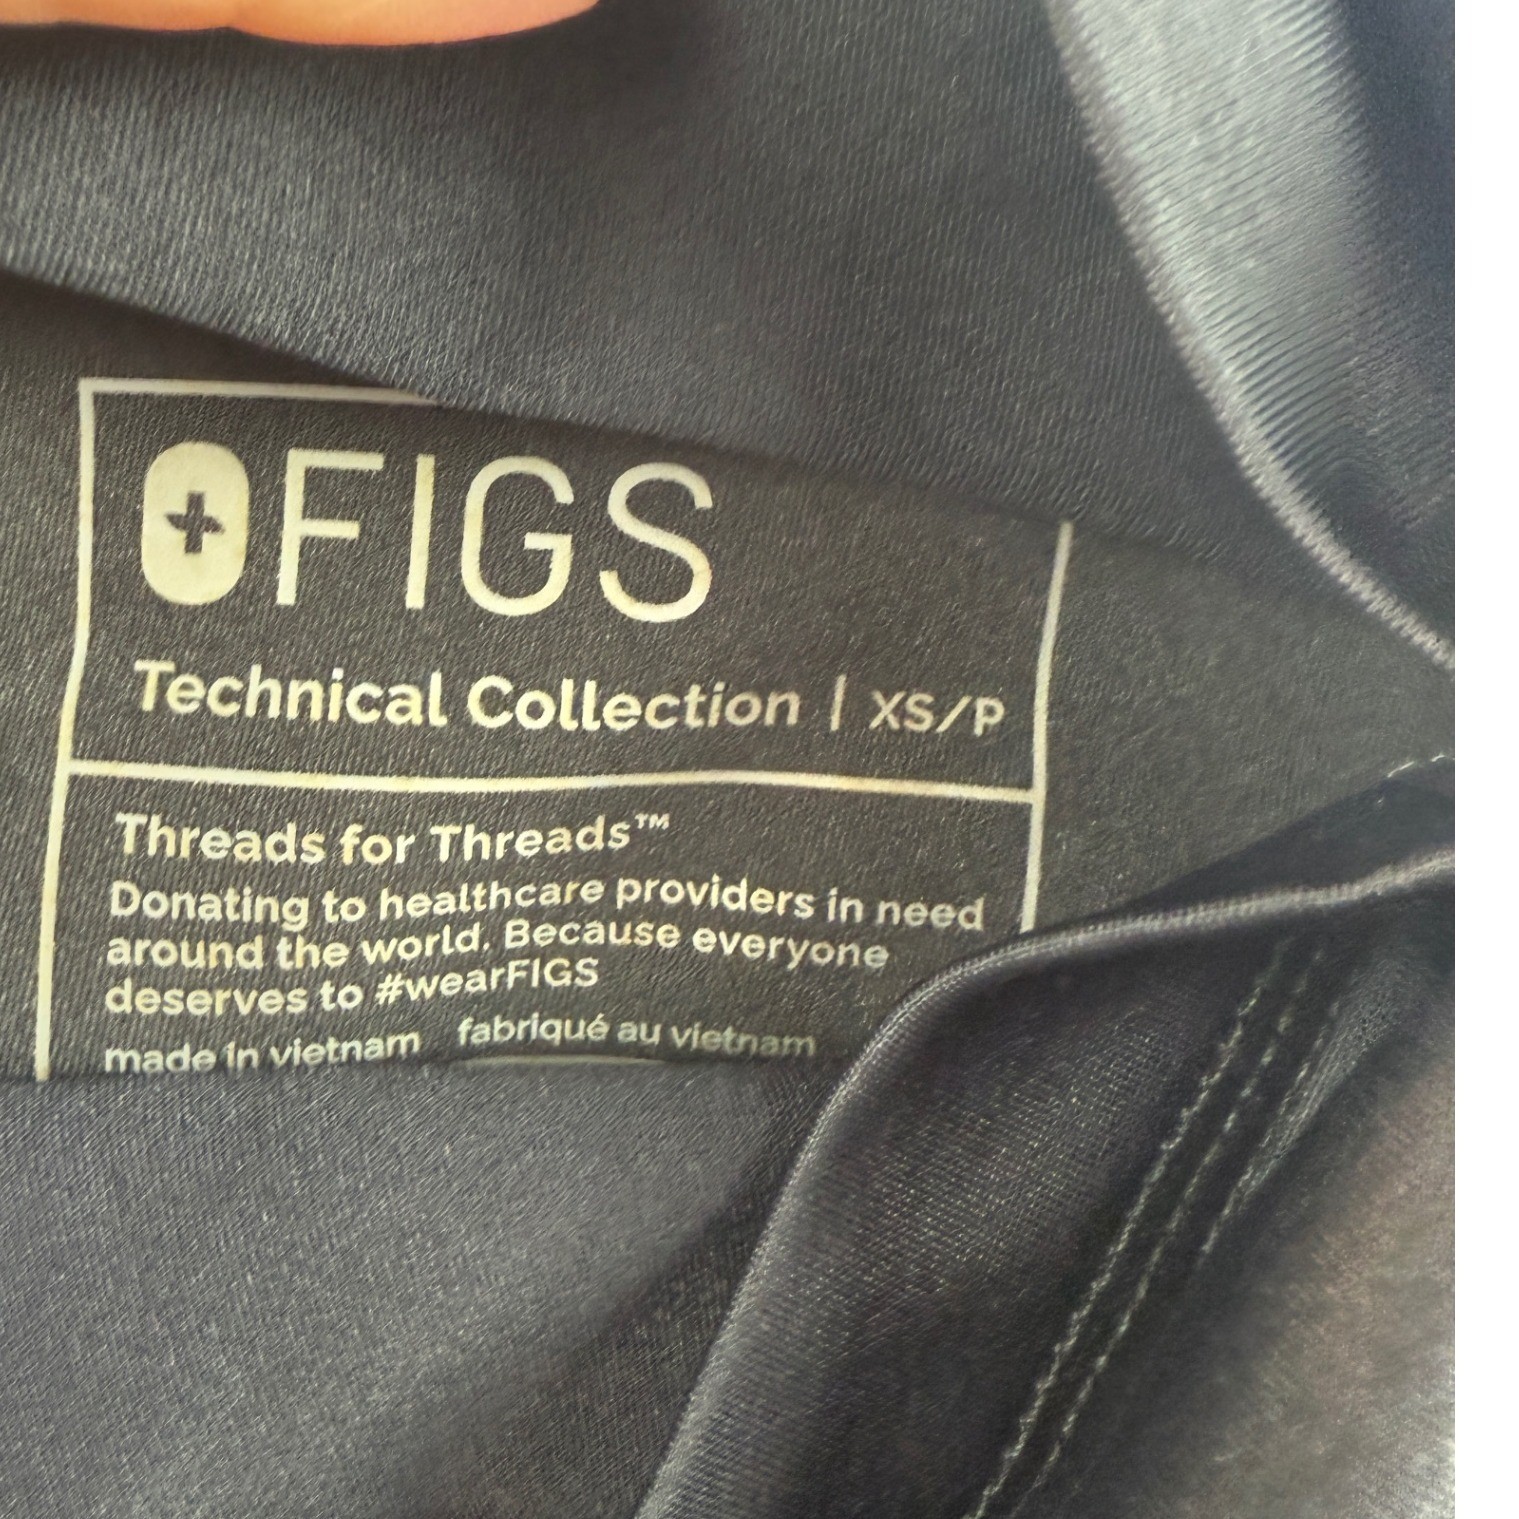 FIGS
Technical Collection | XS/P
Threads for Threads™
Donating to healthcare providers in need
around the world. Because everyone
deserves to #wearFIGS
made in vietnam fabriqué au vietnam